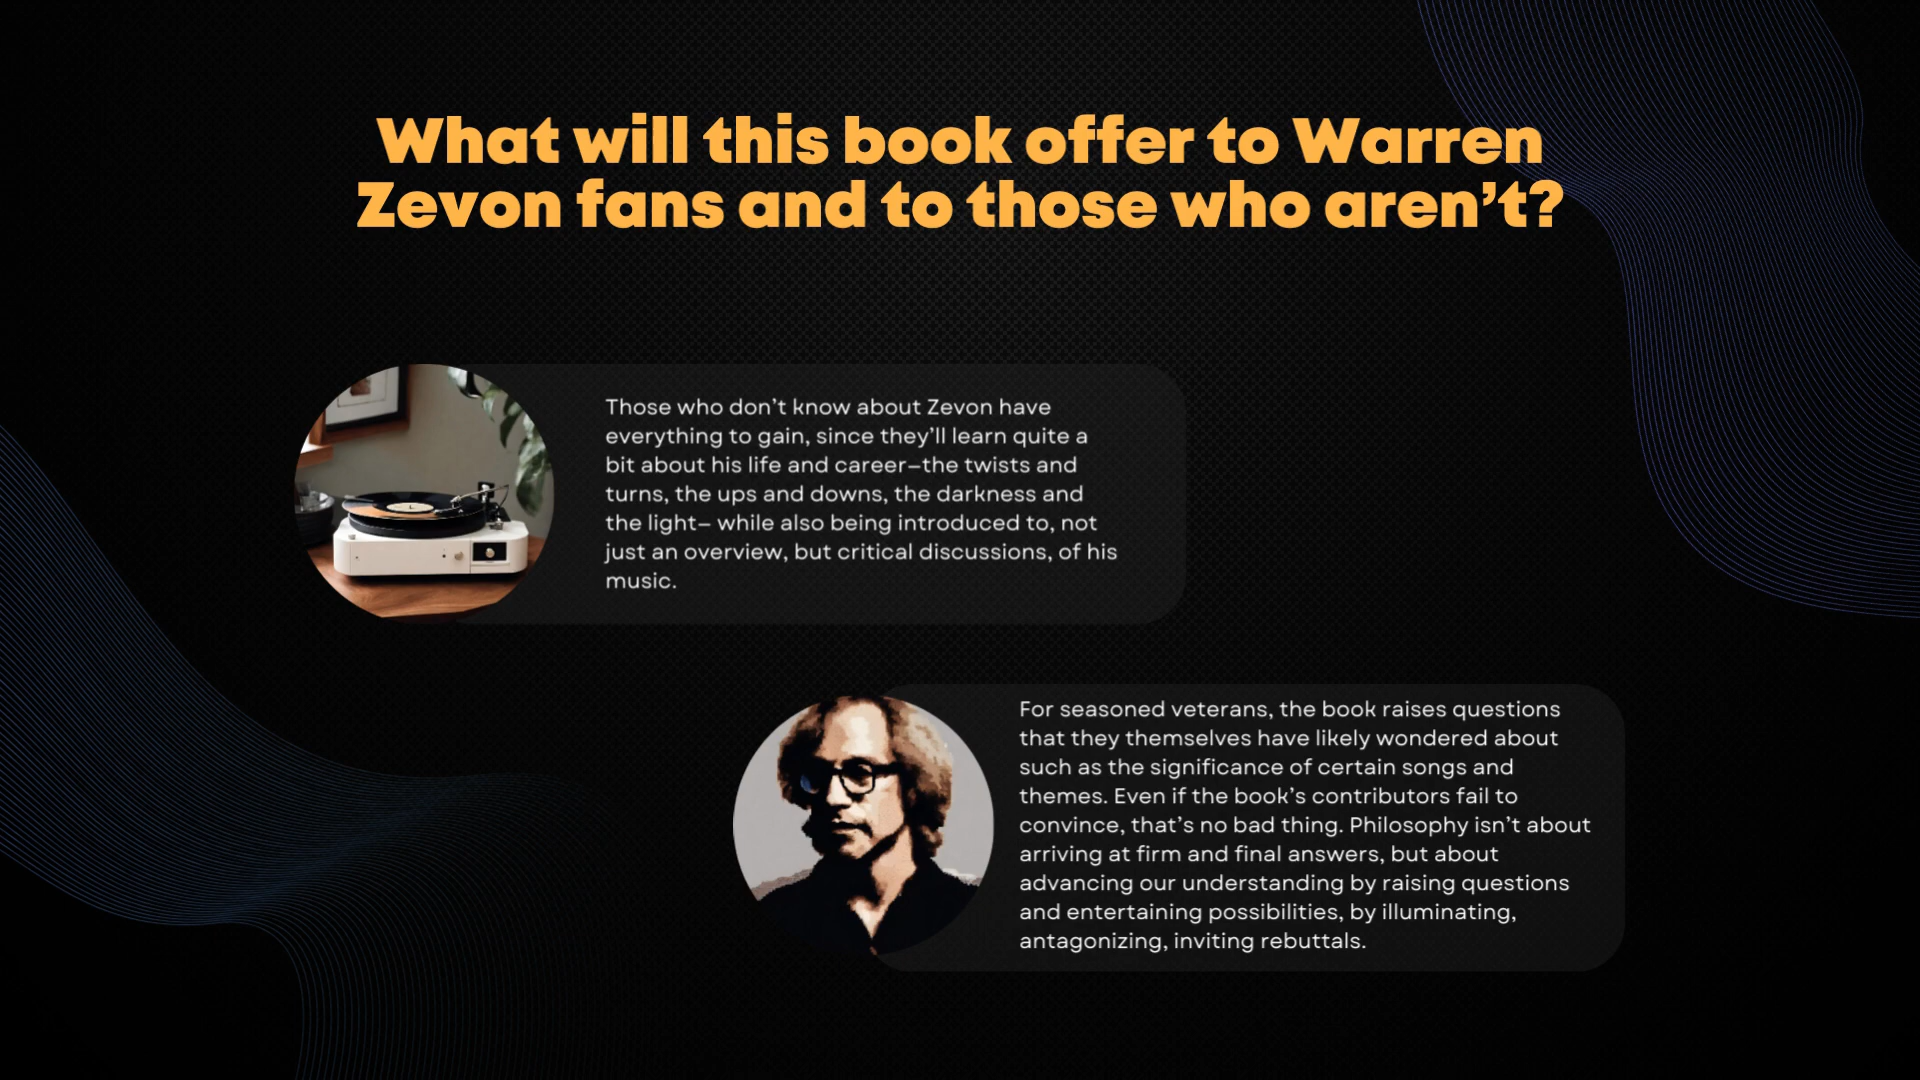 What will this book offer to Warren
Zevon fans and to those who aren’t?
Those who don’t know about Zevon have
everything to gain, since they’ll learn quite a
bit about his life and career—the twists and
turns, the ups and downs, the darkness and
the light— while also being introduced to, not
just an overview, but critical discussions, of his
music.
For seasoned veterans, the book raises questions
that they themselves have likely wondered about
such as the significance of certain songs and
themes. Even if the book’s contributors fail to
convince, that’s no bad thing. Philosophy isn’t about
arriving at firm and final answers, but about
advancing our understanding by raising questions
and entertaining possibilities, by illuminating,
antagonizing, inviting rebuttals.